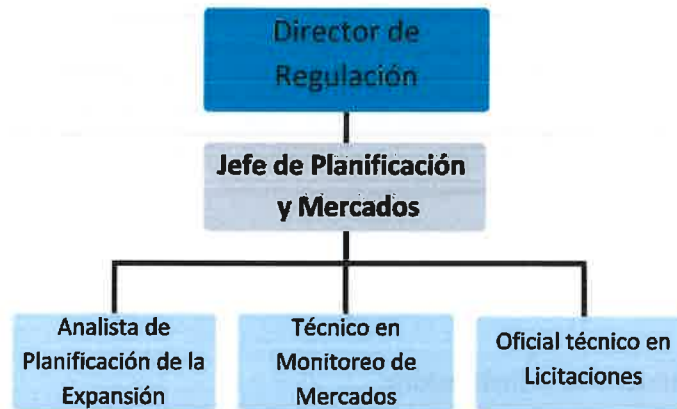 Director de
Regulación
Jefe de Planificación
y Mercados
Analista de
Planificación de la
Expansión
Técnico en
Monitoreo de
Mercados
Oficial técnico en
Licitaciones